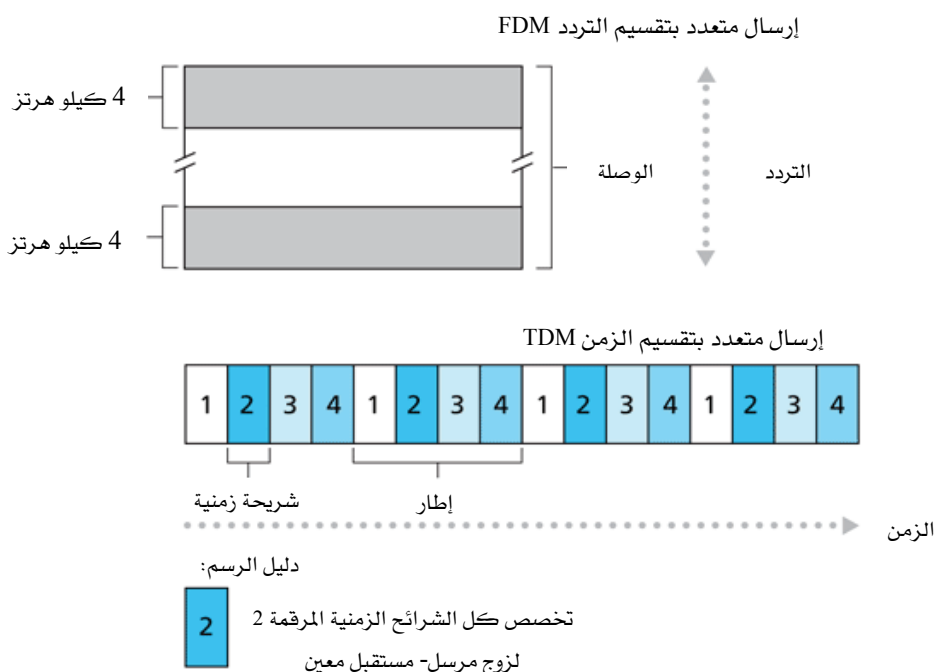 إرسال متعدد بتقسيم التردد FDM
4 كيلو هرتز
التردد
الوصلة
4 كيلو هرتز
إرسال متعدد بتقسيم الزمن TDM
1 2 3 4 1 2 3 4 1 2 3 4 1 2 3 4
شريحة زمنية
إطار
الزمن
دليل الرسم:
2
تخصص كل الشرائح الزمنية المرقمة 2
لزوج مرسل- مستقبل معين